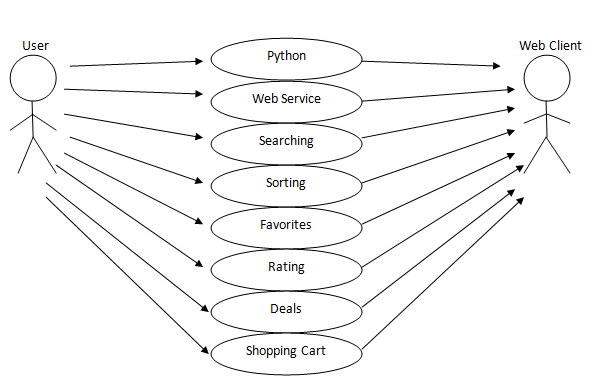 User
Web Client
Python
Web Service
Searching
Sorting
Favorites
Rating
Deals
Shopping Cart